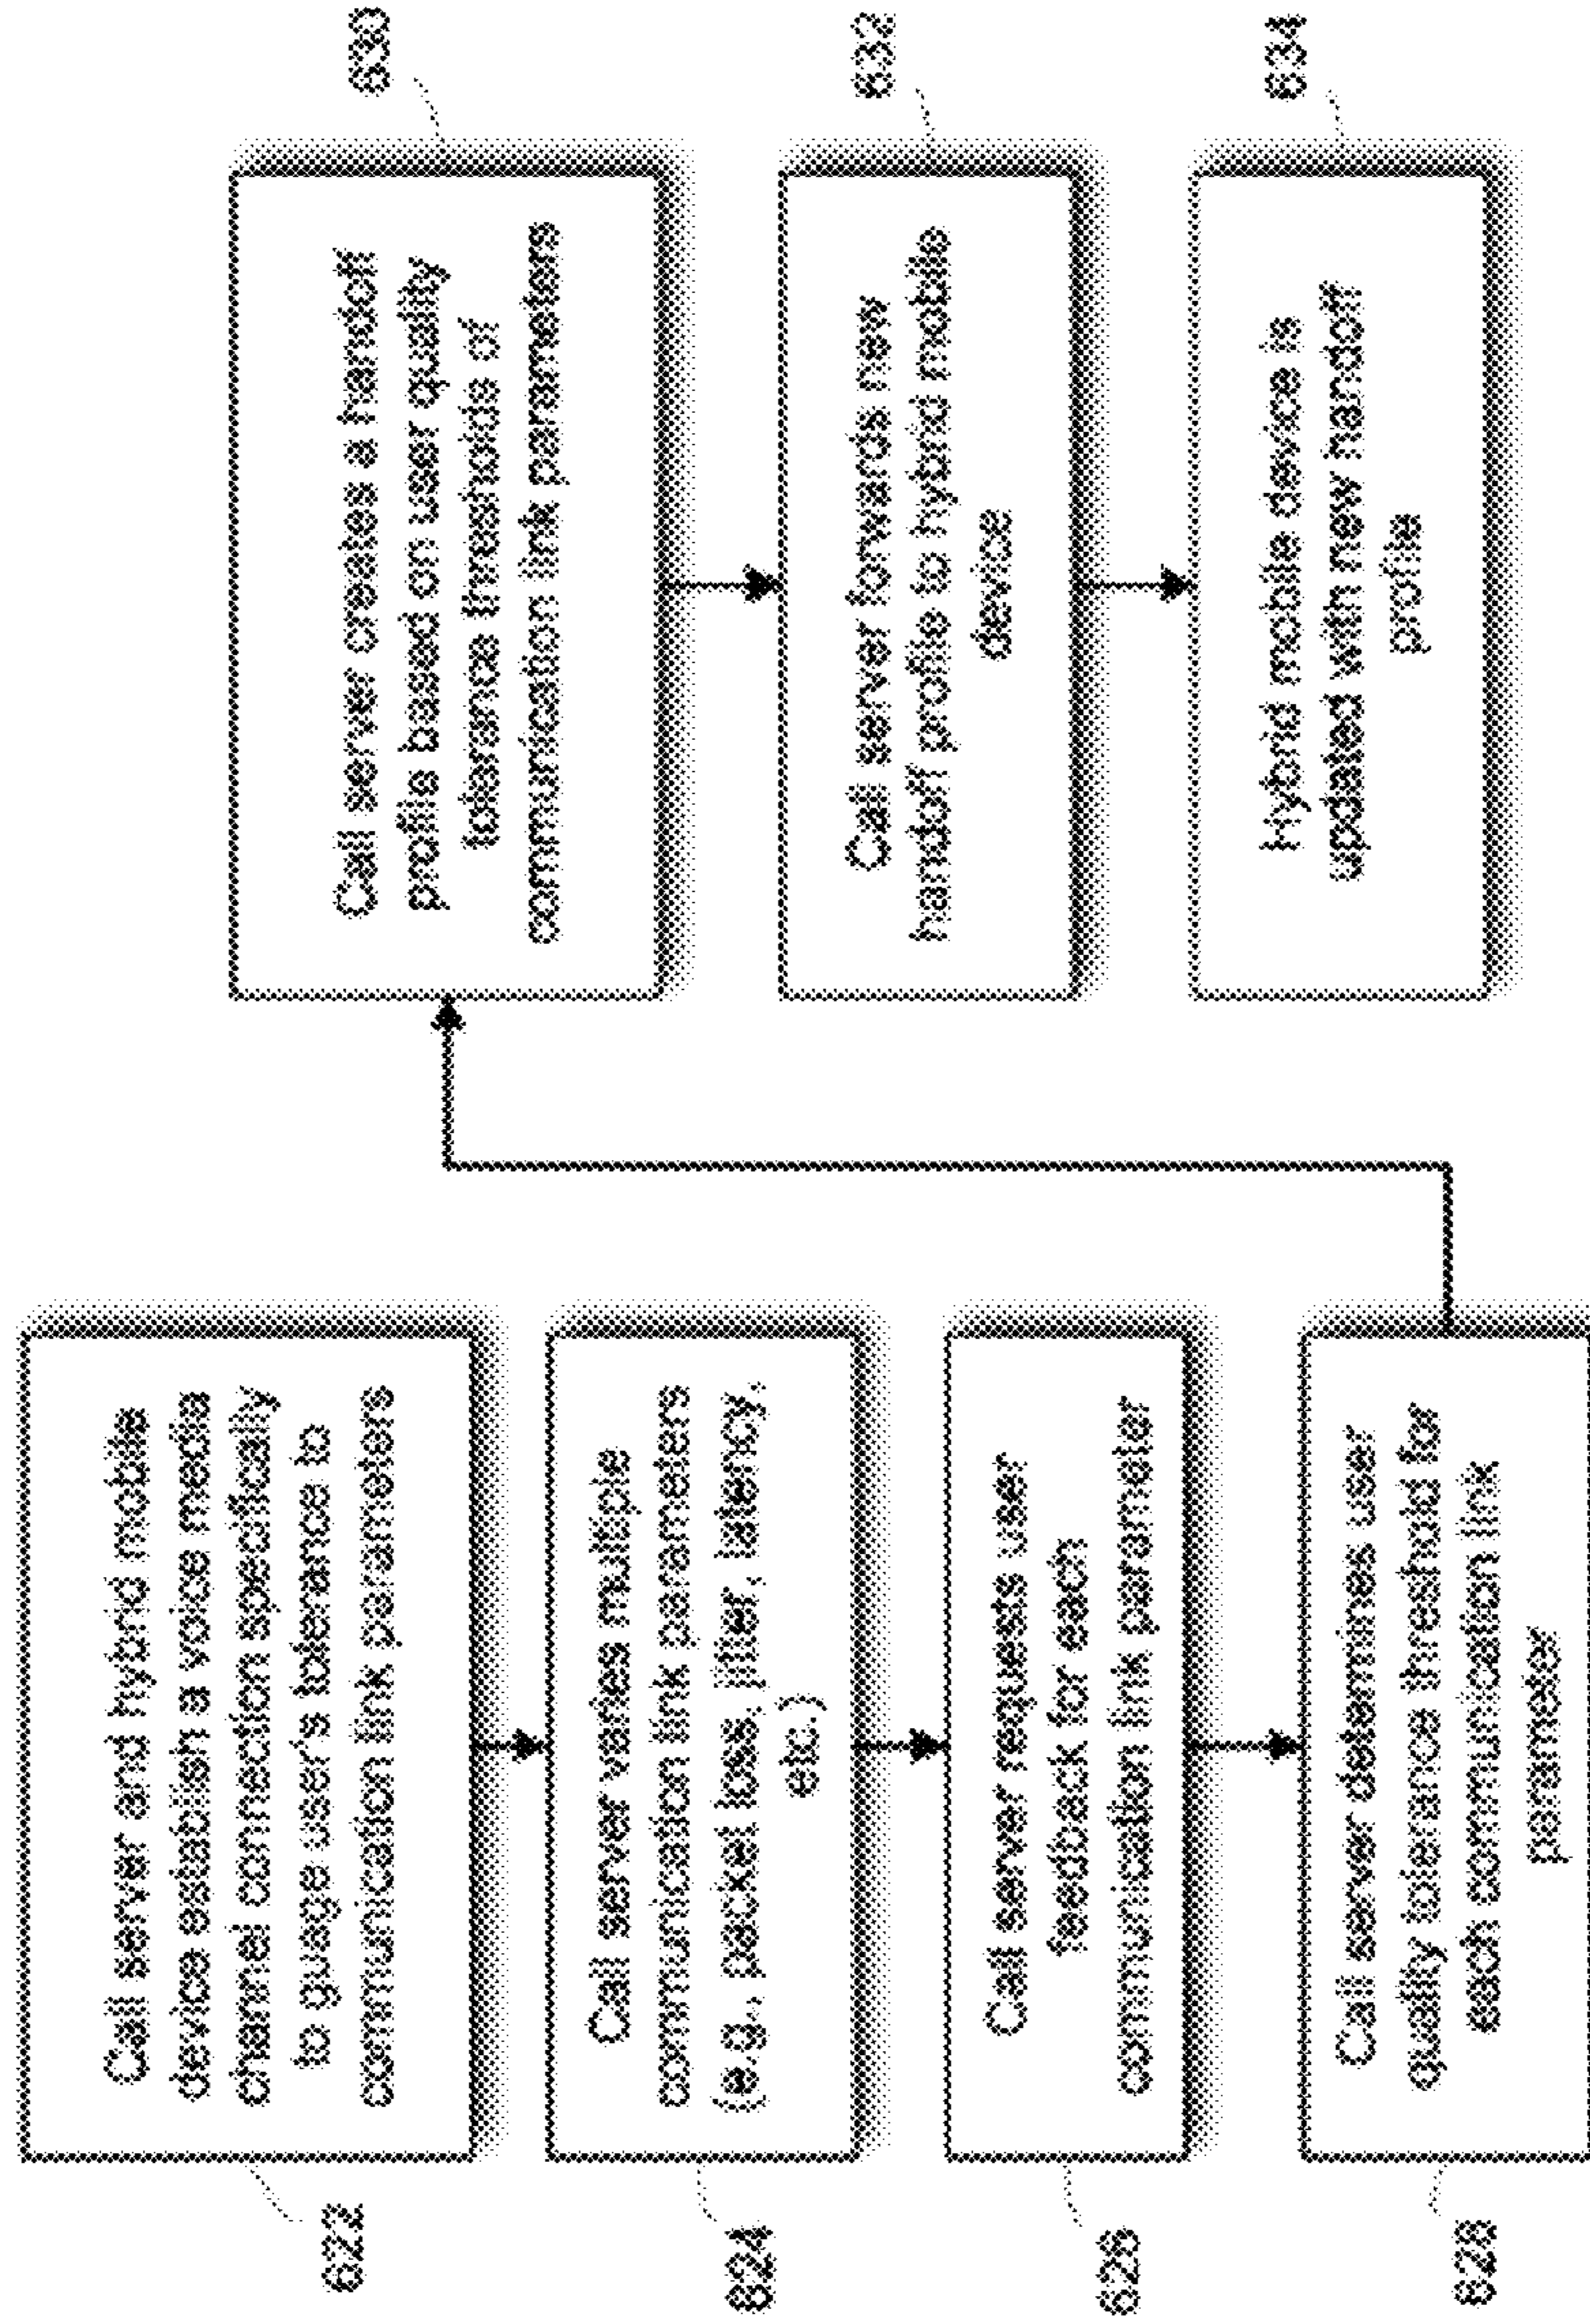 Call server and hybrid mobile
device establish a voice media
channel connection specifically
to guage user's tolerance to
communication link parameters
622
Call server varies multiple
communication link parameters
(e.g., packet loss, jitter, latency,
etc.)
624
Call server requests user
feedback for each
communication link parameter
626
Call server determines user
quality tolerance threshold for
each communication link
parameter
628
Call server creates a handoff
profile based on user quality
tolerance thresholds of
communication link parameters
630
Call server forwards new
handoff profile to hybrid mobile
device
632
Hybrid mobile device is
updated with new handoff
profile
634